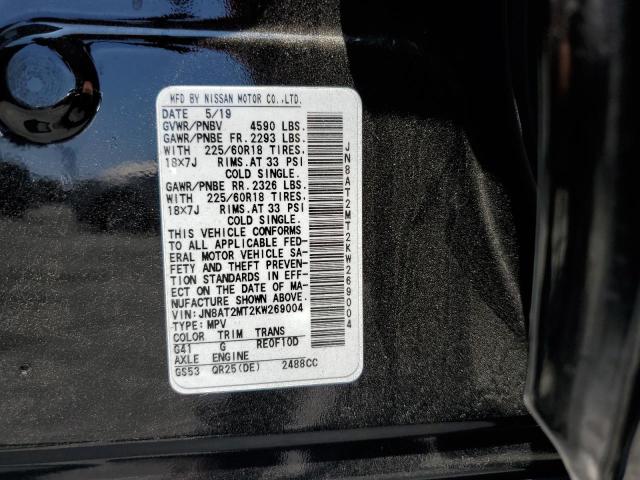 MFD BY NISSAN MOTOR CO.,LTD.
DATE 5/19
GVWR/PNBV 4590 LBS.
GAWR/PNBE FR. 2293 LBS.
WITH 225/60R18 TIRES.
18X7J RIMS.AT 33 PSI
COLD SINGLE.
GAWR/PNBE RR. 2326 LBS.
WITH 225/60R18 TIRES.
18X7J RIMS.AT 33 PSI
COLD SINGLE.
THIS VEHICLE CONFORMS
TO ALL APPLICABLE FED-
ERAL MOTOR VEHICLE SA-
FETY AND THEFT PREVEN-
TION STANDARDS IN EFF-
ECT ON THE DATE OF MA-
NUFACTURE SHOWN ABOVE.
VIN: JN8AT2MT2KW269004
TYPE: MPV
COLOR TRIM TRANS
G41 G RE0F10D
AXLE ENGINE
GS53 QR25(DE) 2488CC
JN8AT2MT2KW269004